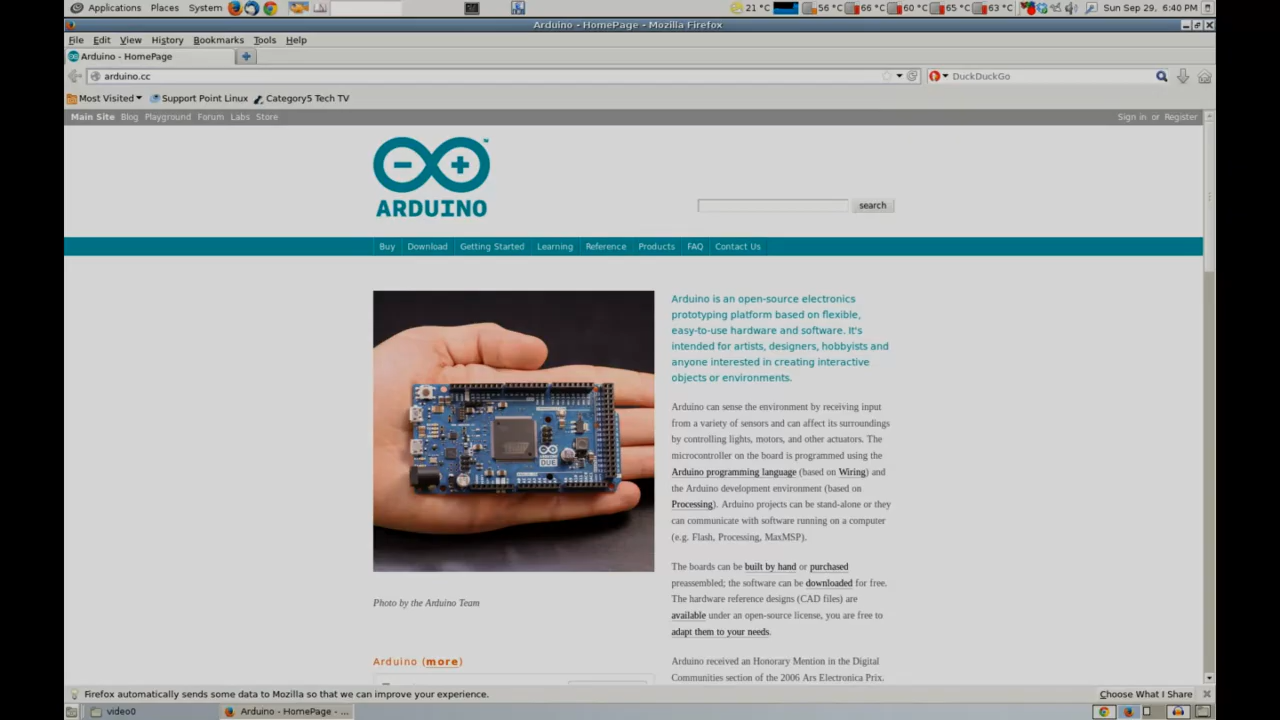 Applications Places System 21 °C 56 °C 66 °C 60 °C 65 °C 63 °C Sun Sep 29, 6:40 PM
Arduino - HomePage - Mozilla Firefox
File Edit View History Bookmarks Tools Help
Arduino - HomePage
arduino.cc DuckDuckGo
Most Visited Support Point Linux Category5 Tech TV
Main Site Blog Playground Forum Labs Store Sign in or Register
ARDUINO
search
Buy Download Getting Started Learning Reference Products FAQ Contact Us
Arduino is an open-source electronics
prototyping platform based on flexible,
easy-to-use hardware and software. It's
intended for artists, designers, hobbyists and
anyone interested in creating interactive
objects or environments.
Arduino can sense the environment by receiving input
from a variety of sensors and can affect its surroundings
by controlling lights, motors, and other actuators. The
microcontroller on the board is programmed using the
Arduino programming language (based on Wiring) and
the Arduino development environment (based on
Processing). Arduino projects can be stand-alone or they
can communicate with software running on a computer
(e.g. Flash, Processing, MaxMSP).
The boards can be built by hand or purchased
preassembled; the software can be downloaded for free.
The hardware reference designs (CAD files) are
available under an open-source license, you are free to
adapt them to your needs.
Arduino received an Honorary Mention in the Digital
Communities section of the 2006 Ars Electronica Prix.
DUE
Photo by the Arduino Team
Arduino (more)
Firefox automatically sends some data to Mozilla so that we can improve your experience. Choose What I Share
video0 Arduino - HomePage - ...